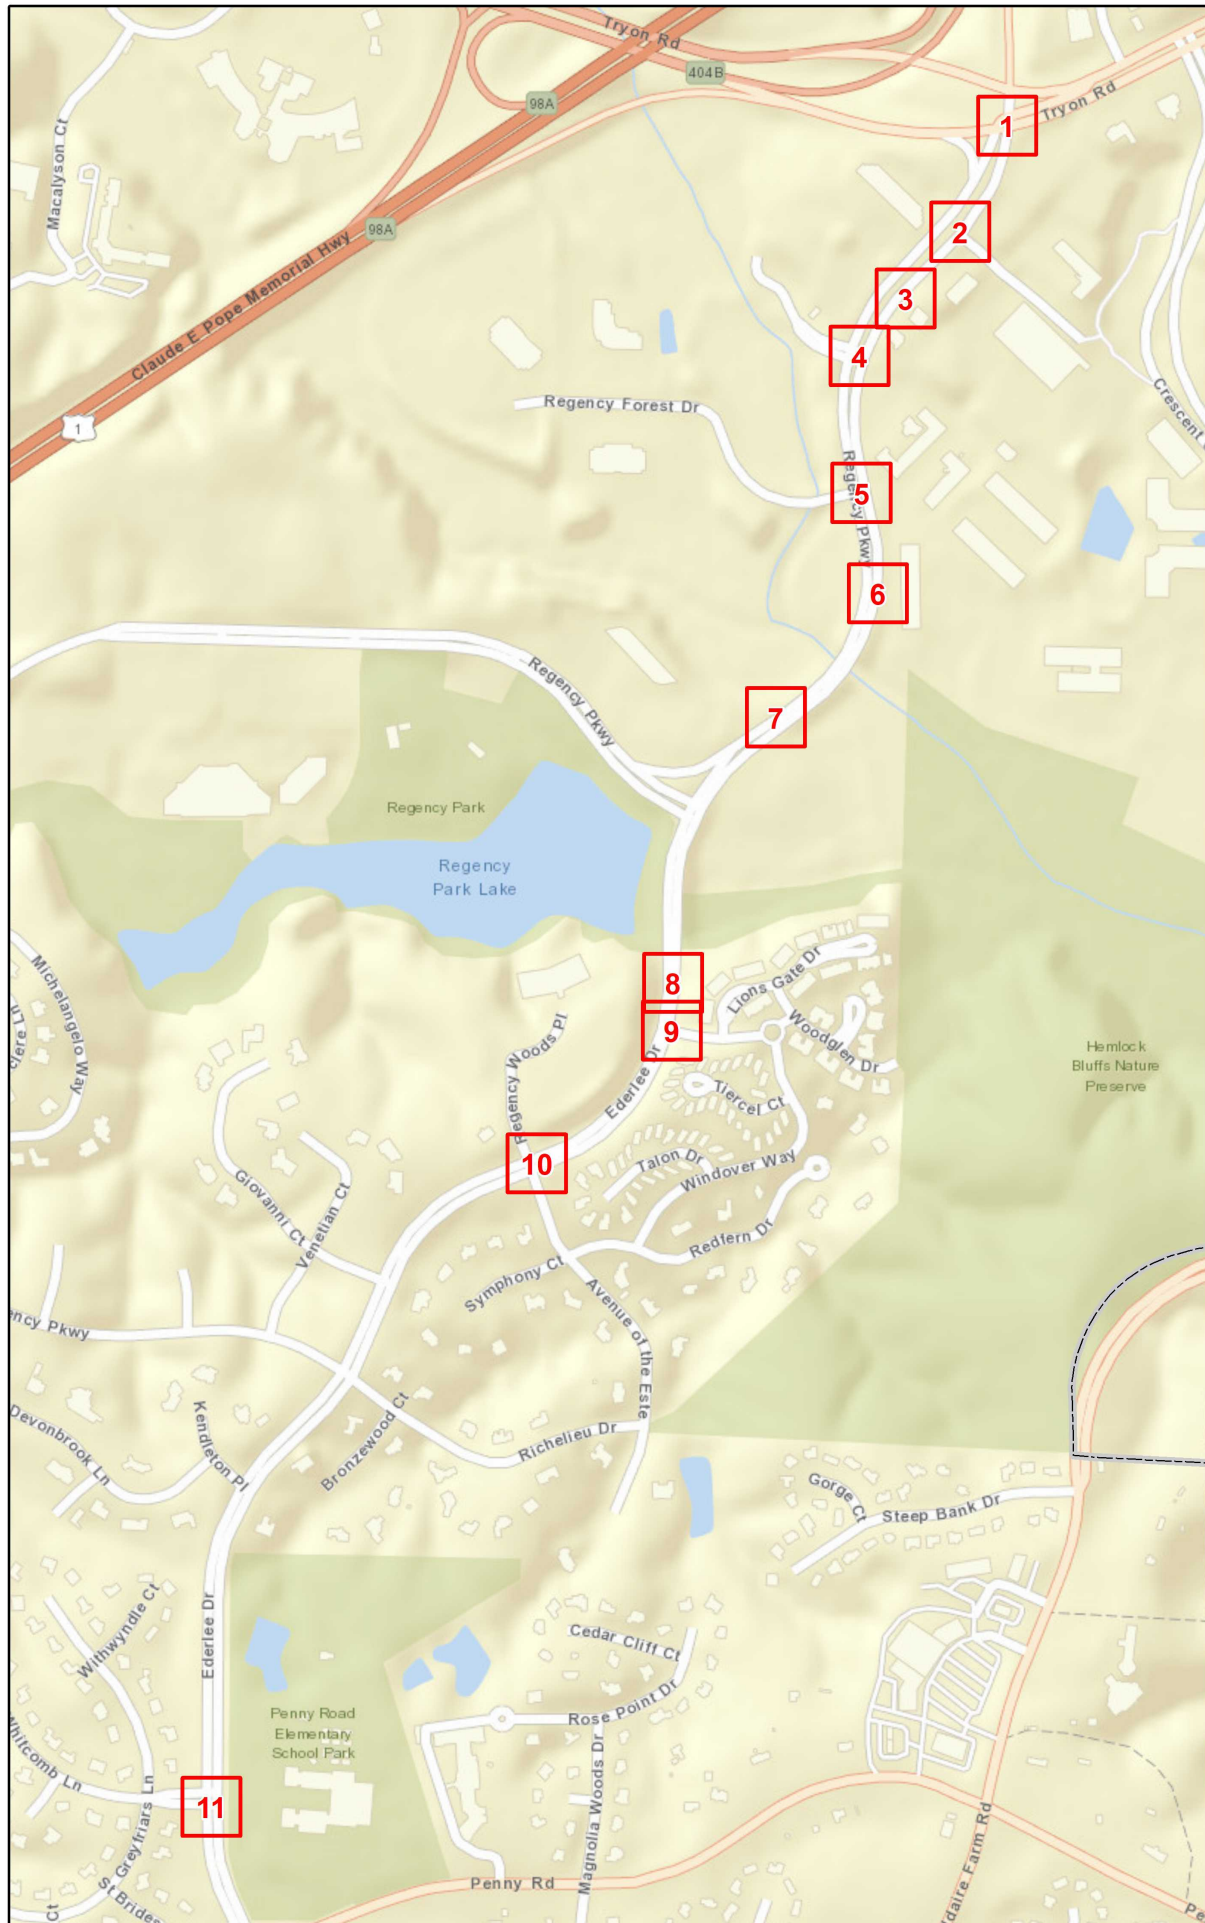 Tryon Rd
404B
98A
1
Tryon Rd
Macalyson Ct
98A
2
Claude E Pope Memorial Hwy
3
4
1
Regency Forest Dr
Crescent
Regency Pkwy
5
6
Regency Pkwy
7
Regency Park
Regency
Park Lake
Michelangelo Way
8
Lions Gate Dr
9
Woodglen Dr
Regency Woods Pl
Ederlee Dr
Hemlock
Bluffs Nature
Preserve
Tiercel Ct
10
Talon Dr
Windover Way
Giovanni Ct
Venetian Ct
Redfern Dr
Symphony Ct
ency Pkwy
Avenue of the Este
Devonbrook Ln
Kendleton Pl
Bronzewood Ct
Richelieu Dr
Gorge Ct
Steep Bank Dr
Withwyndle Ct
Ederlee Dr
Cedar Cliff Ct
Rose Point Dr
Penny Road
Elementary
School Park
Whitcomb Ln
11
Greyfriars Ln
Magnolia Woods Dr
St Brides
Ct
Penny Rd
ldaire Farm Rd
Pe